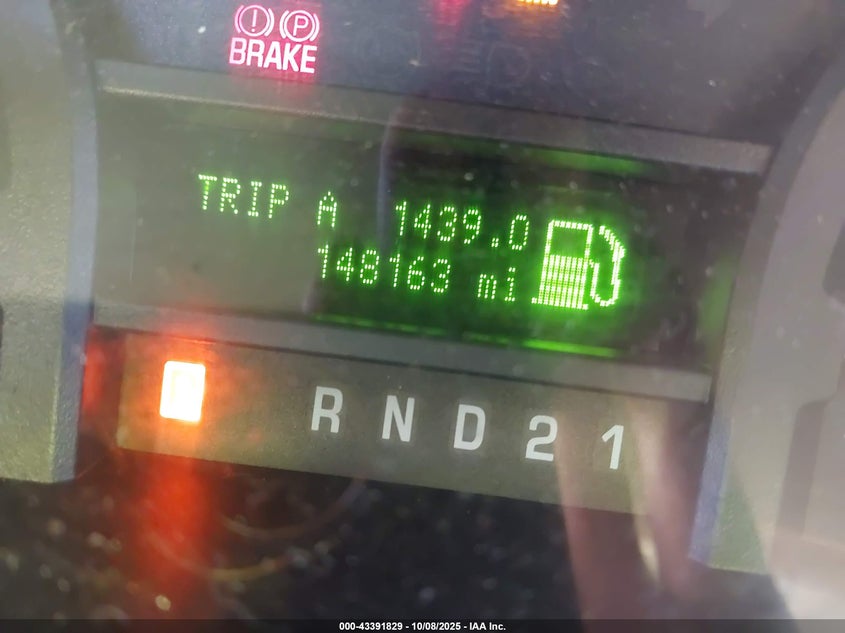 (!) (P)
BRAKE
TRIP A 1439.0
148163 mi
P R N D 2 1
000-43391829 - 10/08/2025 - IAA Inc.